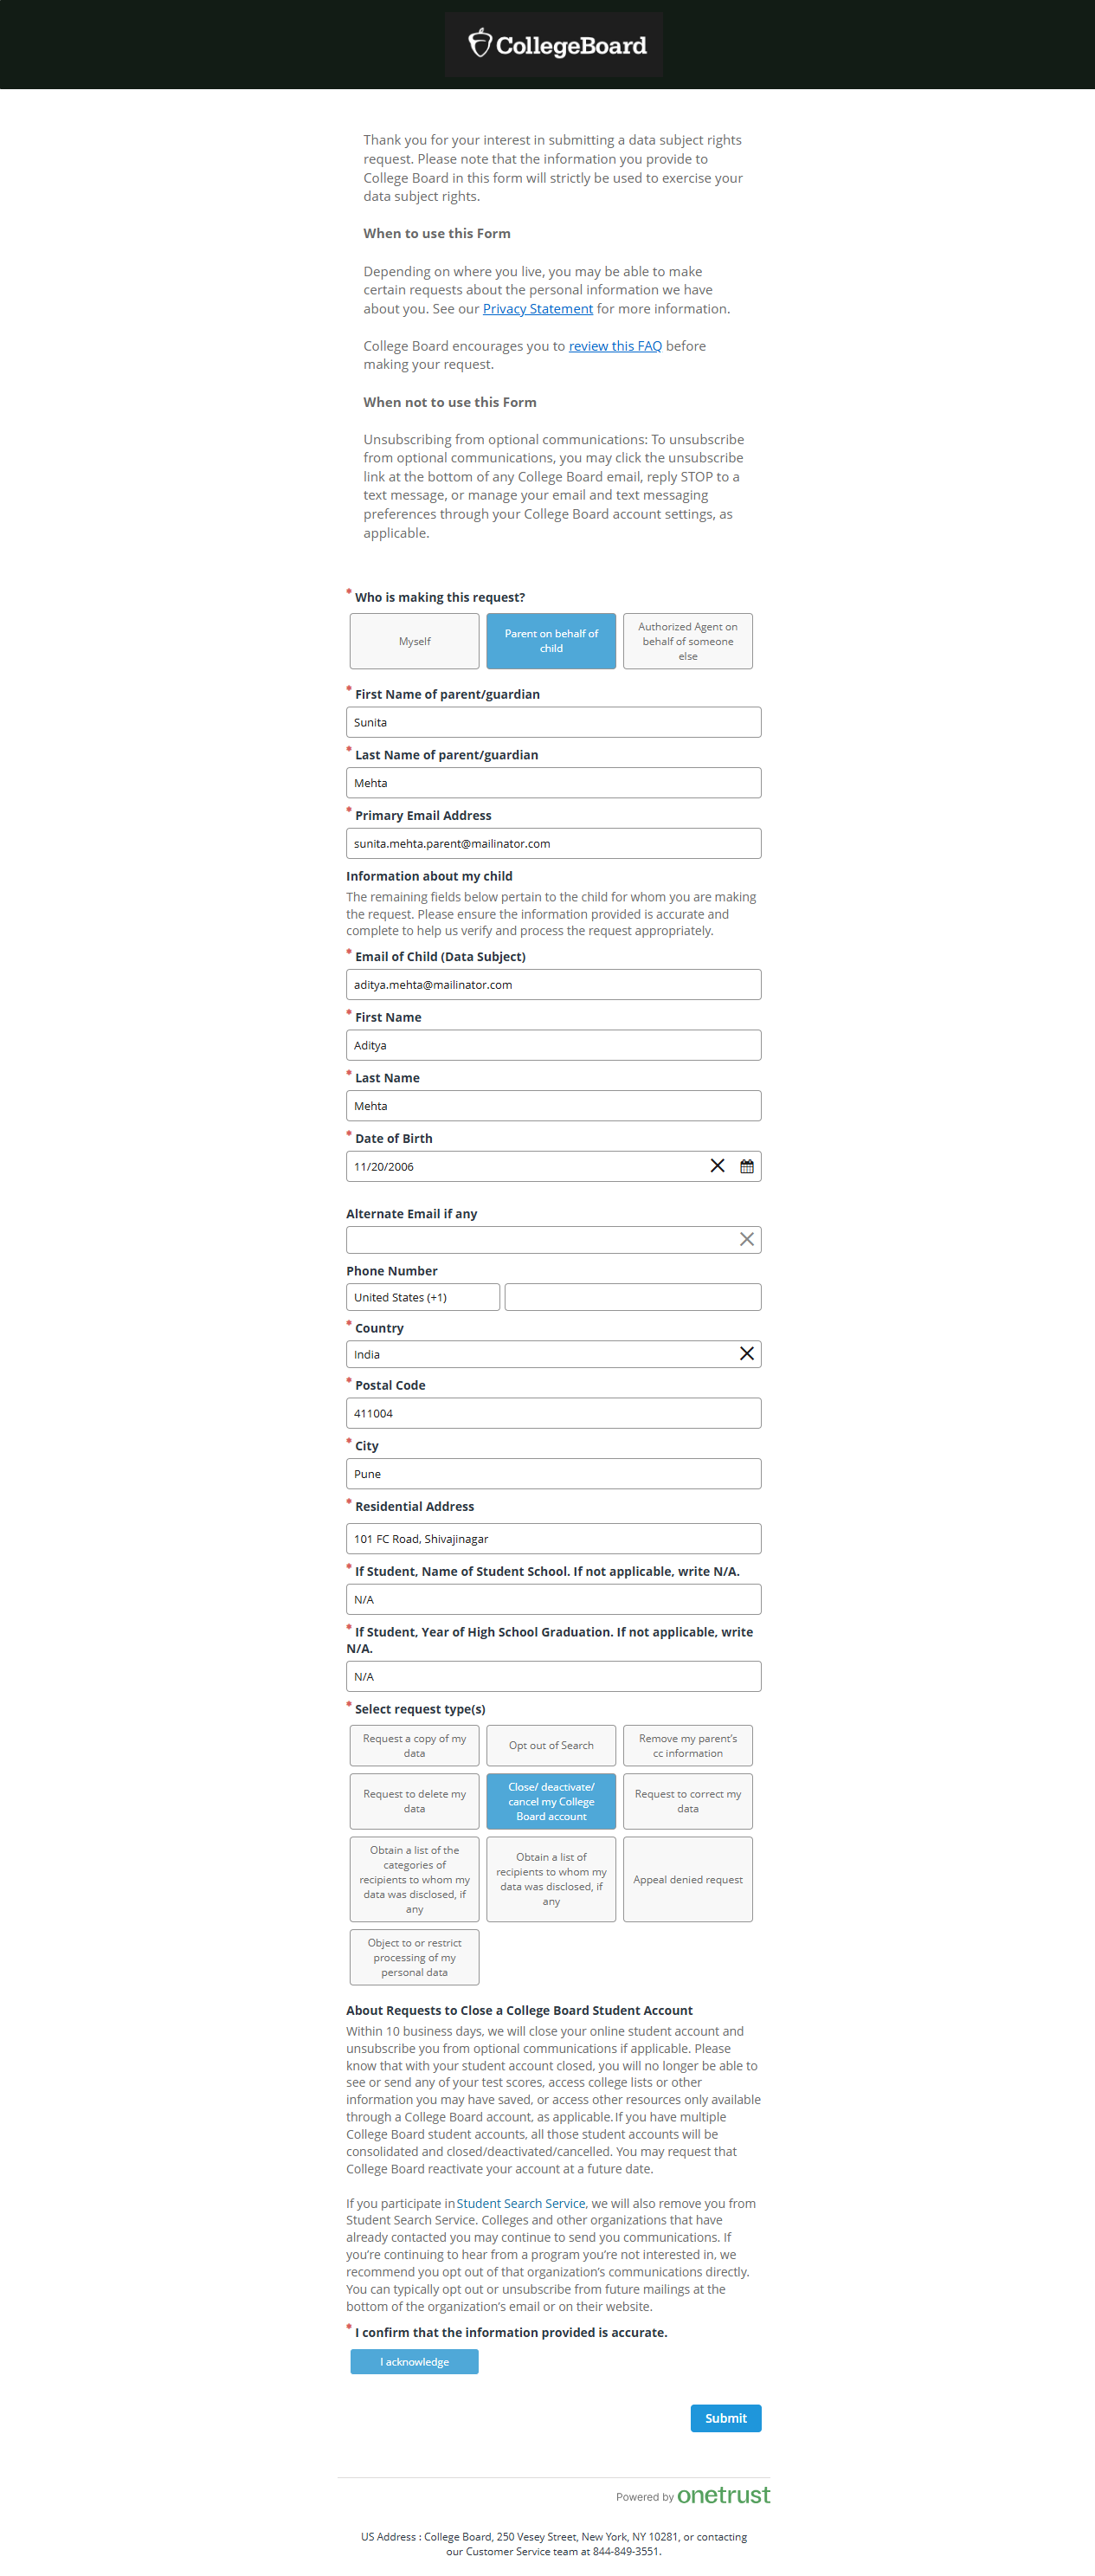 CollegeBoard
Thank you for your interest in submitting a data subject rights
request. Please note that the information you provide to
College Board in this form will strictly be used to exercise your
data subject rights.
When to use this Form
Depending on where you live, you may be able to make
certain requests about the personal information we have
about you. See our Privacy Statement for more information.
College Board encourages you to review this FAQ before
making your request.
When not to use this Form
Unsubscribing from optional communications: To unsubscribe
from optional communications, you may click the unsubscribe
link at the bottom of any College Board email, reply STOP to a
text message, or manage your email and text messaging
preferences through your College Board account settings, as
applicable.
* Who is making this request?
Myself
Parent on behalf of
child
Authorized Agent on
behalf of someone
else
* First Name of parent/guardian
Sunita
* Last Name of parent/guardian
Mehta
* Primary Email Address
sunita.mehta.parent@mailinator.com
Information about my child
The remaining fields below pertain to the child for whom you are making
the request. Please ensure the information provided is accurate and
complete to help us verify and process the request appropriately.
* Email of Child (Data Subject)
aditya.mehta@mailinator.com
* First Name
Aditya
* Last Name
Mehta
* Date of Birth
11/20/2006
Alternate Email if any
Phone Number
United States (+1)
* Country
India
* Postal Code
411004
* City
Pune
* Residential Address
101 FC Road, Shivajinagar
* If Student, Name of Student School. If not applicable, write N/A.
N/A
* If Student, Year of High School Graduation. If not applicable, write
N/A.
N/A
* Select request type(s)
Request a copy of my
data
Opt out of Search
Remove my parent's
cc information
Request to delete my
data
Close/ deactivate/
cancel my College
Board account
Request to correct my
data
Obtain a list of the
categories of
recipients to whom my
data was disclosed, if
any
Obtain a list of
recipients to whom my
data was disclosed, if
any
Appeal denied request
Object to or restrict
processing of my
personal data
About Requests to Close a College Board Student Account
Within 10 business days, we will close your online student account and
unsubscribe you from optional communications if applicable. Please
know that with your student account closed, you will no longer be able to
see or send any of your test scores, access college lists or other
information you may have saved, or access other resources only available
through a College Board account, as applicable. If you have multiple
College Board student accounts, all those student accounts will be
consolidated and closed/deactivated/cancelled. You may request that
College Board reactivate your account at a future date.
If you participate in Student Search Service, we will also remove you from
Student Search Service. Colleges and other organizations that have
already contacted you may continue to send you communications. If
you're continuing to hear from a program you're not interested in, we
recommend you opt out of that organization's communications directly.
You can typically opt out or unsubscribe from future mailings at the
bottom of the organization's email or on their website.
* I confirm that the information provided is accurate.
I acknowledge
Submit
Powered by onetrust
US Address : College Board, 250 Vesey Street, New York, NY 10281, or contacting
our Customer Service team at 844-849-3551.